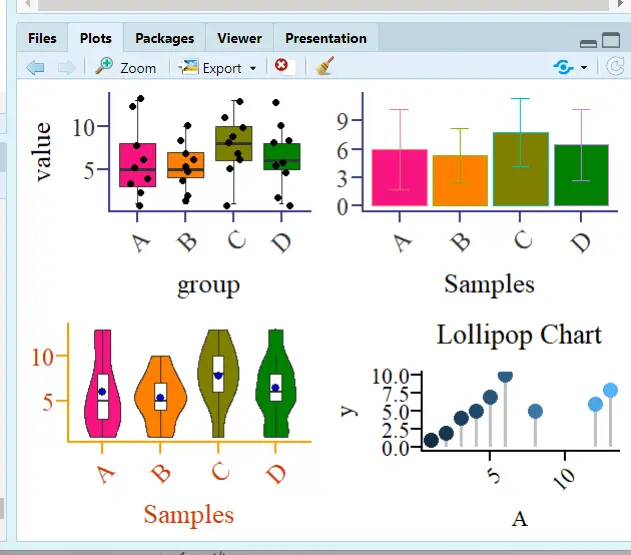 Files Plots Packages Viewer Presentation
Zoom Export
value
10
5
A B C D
group
9
6
3
0
A B C D
Samples
10
5
A B C D
Samples
Lollipop Chart
y
10.0
7.5
5.0
2.5
0.0
5 10
A